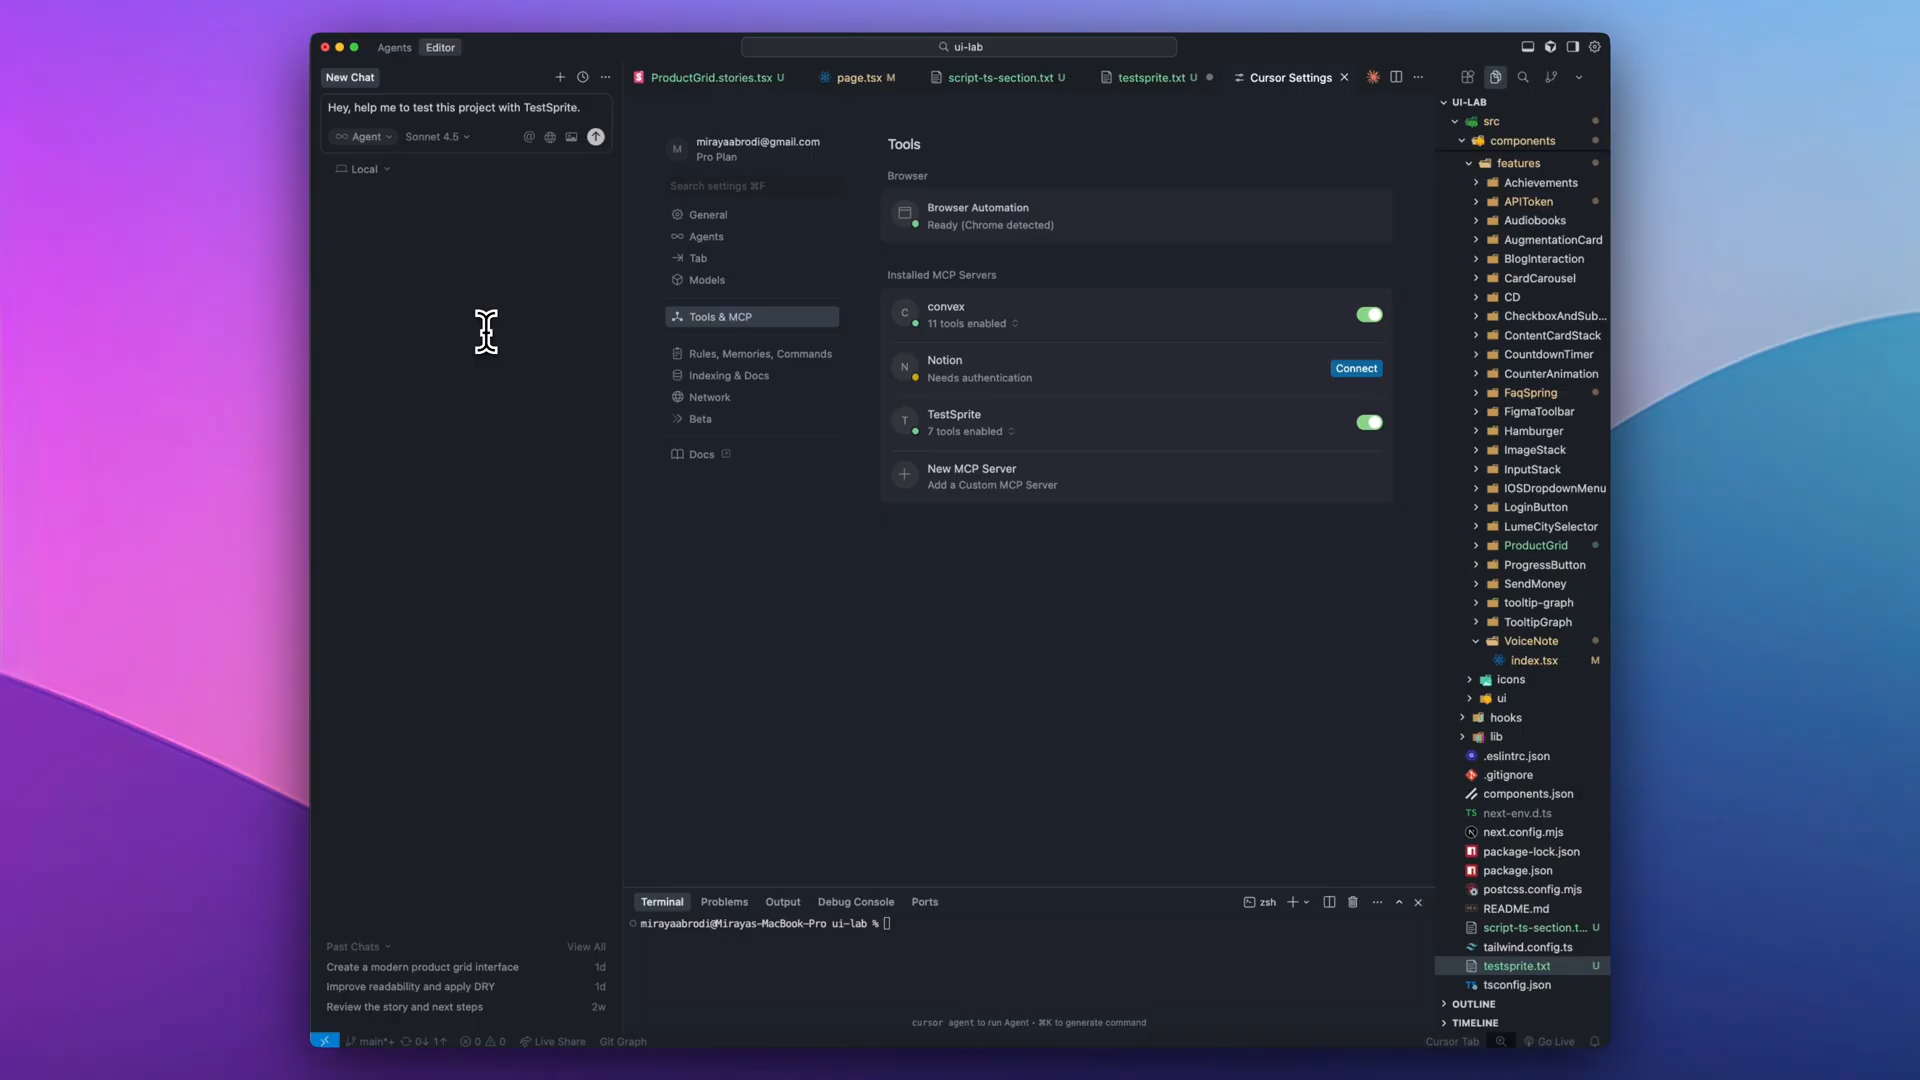 Agents Editor
ui-lab
New Chat
Hey, help me to test this project with TestSprite.
Agent Sonnet 4.5
Local
Past Chats View All
Create a modern product grid interface 1d
Improve readability and apply DRY 1d
Review the story and next steps 2w
ProductGrid.stories.tsx U page.tsx M script-ts-section.txt U testsprite.txt U Cursor Settings
M
mirayaabrodi@gmail.com
Pro Plan
Search settings ⌘F
General
Agents
Tab
Models
Tools & MCP
Rules, Memories, Commands
Indexing & Docs
Network
Beta
Docs
Tools
Browser
Browser Automation
Ready (Chrome detected)
Installed MCP Servers
C
convex
11 tools enabled
N
Notion
Needs authentication
Connect
T
TestSprite
7 tools enabled
New MCP Server
Add a Custom MCP Server
Terminal Problems Output Debug Console Ports
zsh
mirayaabrodi@Mirayas-MacBook-Pro ui-lab %
cursor agent to run Agent • ⌘K to generate command
UI-LAB
src
components
features
Achievements
APIToken
Audiobooks
AugmentationCard
BlogInteraction
CardCarousel
CD
CheckboxAndSub...
ContentCardStack
CountdownTimer
CounterAnimation
FaqSpring
FigmaToolbar
Hamburger
ImageStack
InputStack
IOSDropdownMenu
LoginButton
LumeCitySelector
ProductGrid
ProgressButton
SendMoney
tooltip-graph
TooltipGraph
VoiceNote
index.tsx M
icons
ui
hooks
lib
.eslintrc.json
.gitignore
components.json
TS next-env.d.ts
next.config.mjs
package-lock.json
package.json
postcss.config.mjs
README.md
script-ts-section.t... U
tailwind.config.ts
testsprite.txt U
tsconfig.json
OUTLINE
TIMELINE
main*+ 0↓ 1↑ 0 0 Live Share Git Graph
Cursor Tab Go Live